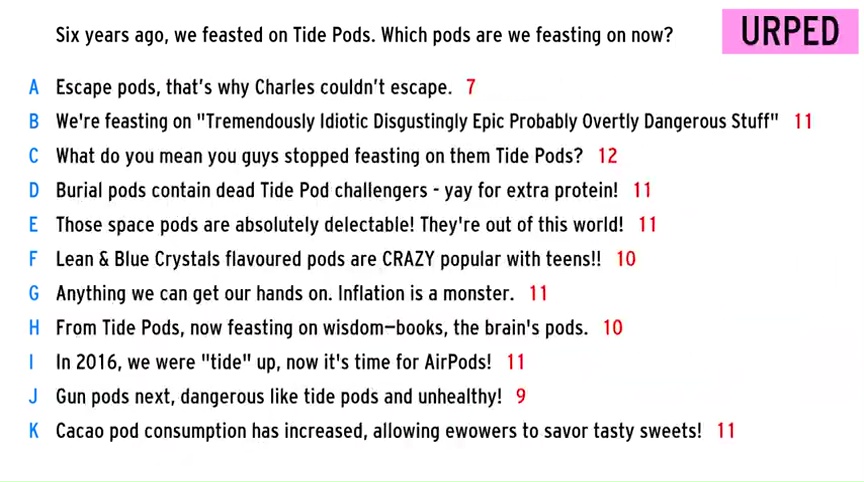 Six years ago, we feasted on Tide Pods. Which pods are we feasting on now?
URPED
A Escape pods, that's why Charles couldn't escape. 7
B We're feasting on "Tremendously Idiotic Disgustingly Epic Probably Overtly Dangerous Stuff" 11
C What do you mean you guys stopped feasting on them Tide Pods? 12
D Burial pods contain dead Tide Pod challengers - yay for extra protein! 11
E Those space pods are absolutely delectable! They're out of this world! 11
F Lean & Blue Crystals flavoured pods are CRAZY popular with teens!! 10
G Anything we can get our hands on. Inflation is a monster. 11
H From Tide Pods, now feasting on wisdom—books, the brain's pods. 10
I In 2016, we were "tide" up, now it's time for AirPods! 11
J Gun pods next, dangerous like tide pods and unhealthy! 9
K Cacao pod consumption has increased, allowing ewowers to savor tasty sweets! 11